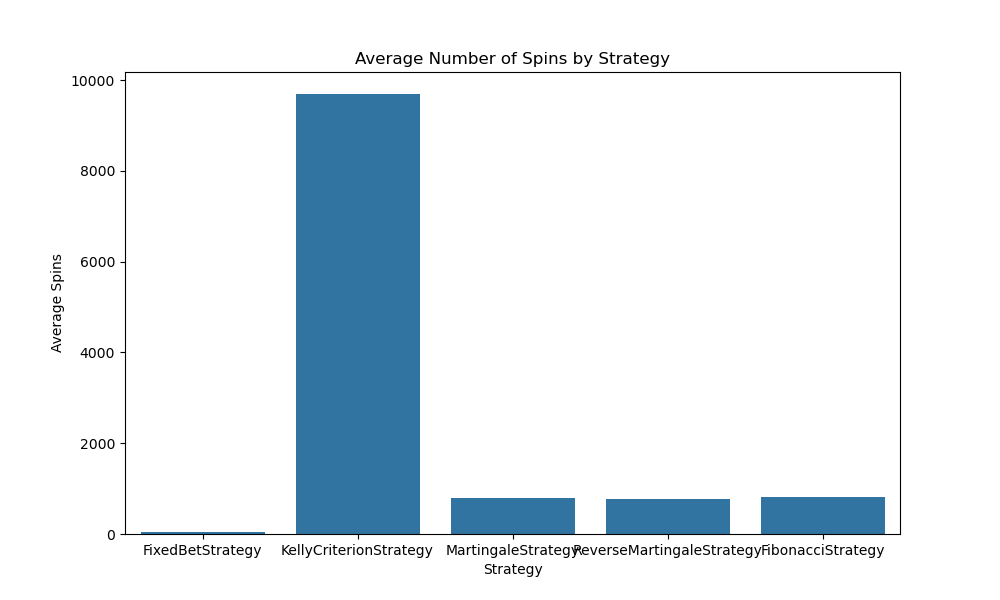 Average Number of Spins by Strategy
10000
8000
6000
4000
2000
0
Average Spins
FixedBetStrategy KellyCriterionStrategy MartingaleStrategy ReverseMartingaleStrategy FibonacciStrategy
Strategy